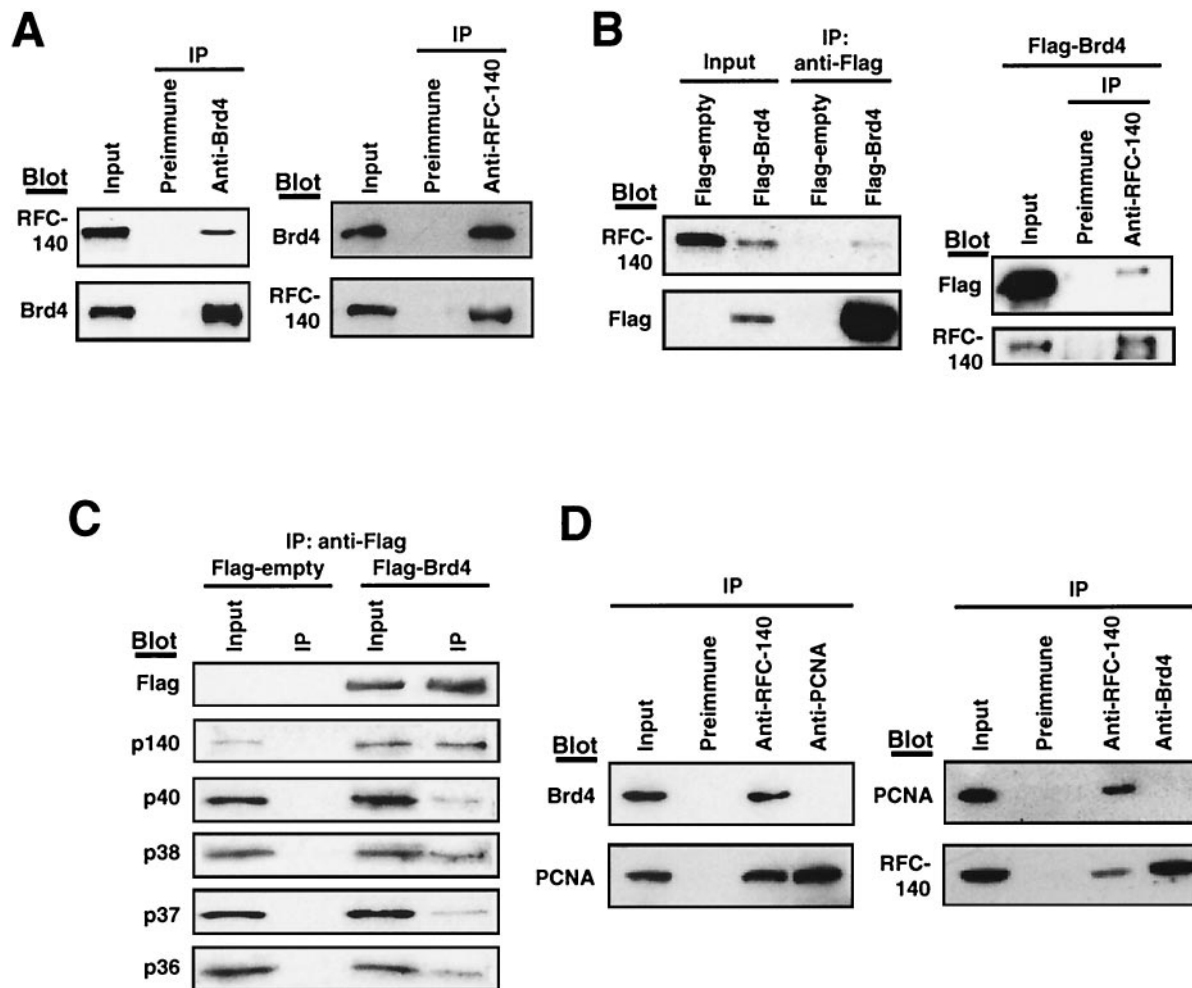 A
IP
Preimmune
Anti-Brd4
Input
Blot
RFC-
140
Brd4
IP
Preimmune
Anti-RFC-140
Input
Blot
Brd4
RFC-
140
B
Input
IP:
anti-Flag
Flag-empty
Flag-Brd4
Flag-empty
Flag-Brd4
Blot
RFC-
140
Flag
Flag-Brd4
IP
Input
Preimmune
Anti-RFC-140
Blot
Flag
RFC-
140
C
IP: anti-Flag
Flag-empty
Flag-Brd4
Input
IP
Input
IP
Blot
Flag
p140
p40
p38
p37
p36
D
IP
Input
Preimmune
Anti-RFC-140
Anti-PCNA
Blot
Brd4
PCNA
IP
Input
Preimmune
Anti-RFC-140
Anti-Brd4
Blot
PCNA
RFC-
140